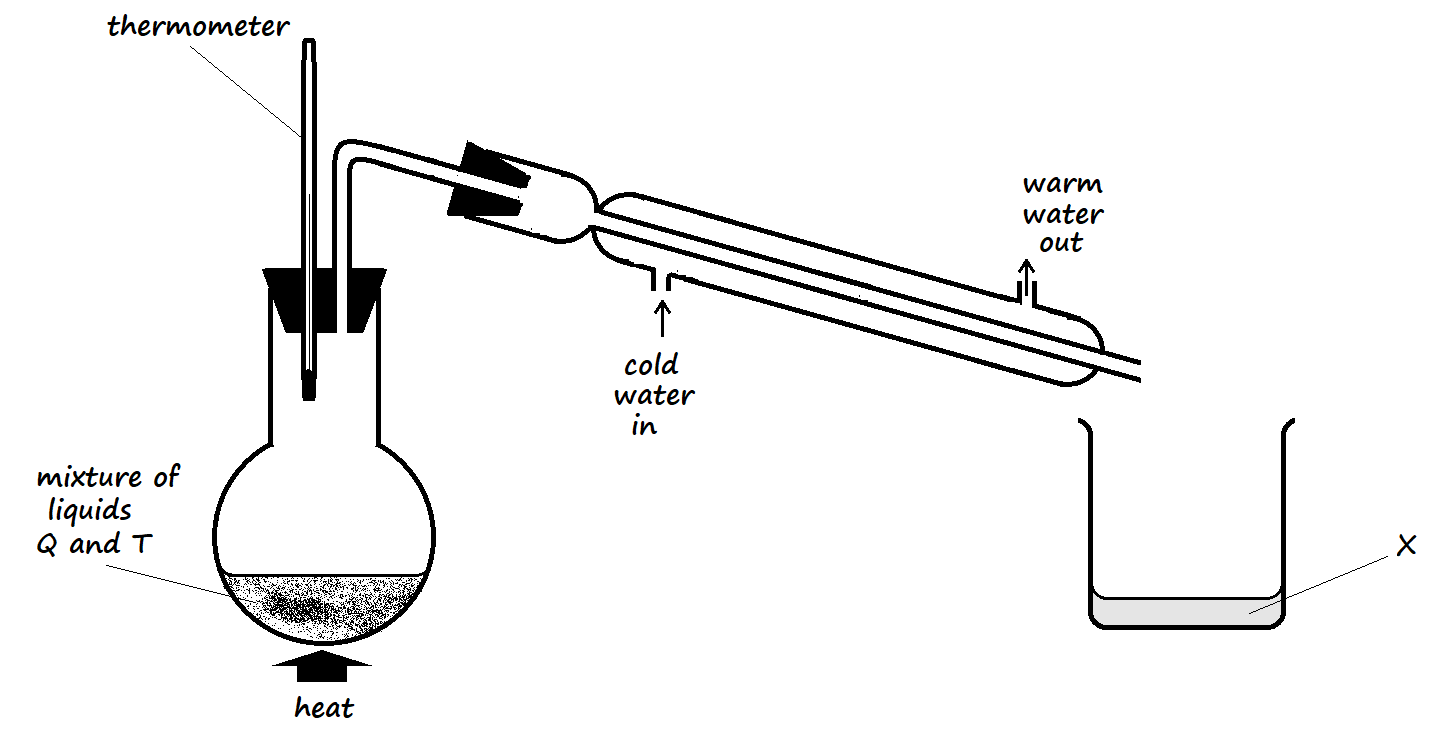 thermometer
warm
water
out
cold
water
in
mixture of
liquids
Q and T
X
heat